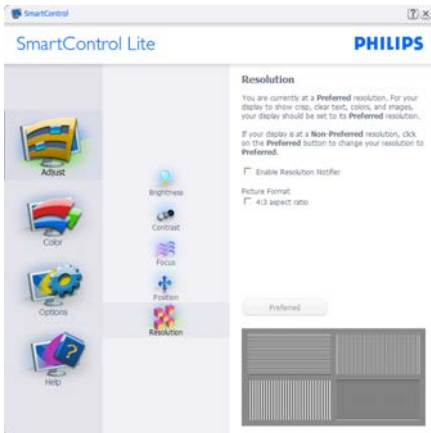 SmartControl
SmartControl Lite
PHILIPS
Adjust
Color
Options
Help
Brightness
Contrast
Focus
Position
Resolution
Resolution
You are currently at a Preferred resolution. For your
display to show crisp, clear text, colors, and images,
your display should be set to its Preferred resolution.
If your display is at a Non-Preferred resolution, click
on the Preferred button to change your resolution to
Preferred.
Enable Resolution Notifier
Picture Format
4:3 aspect ratio
Preferred